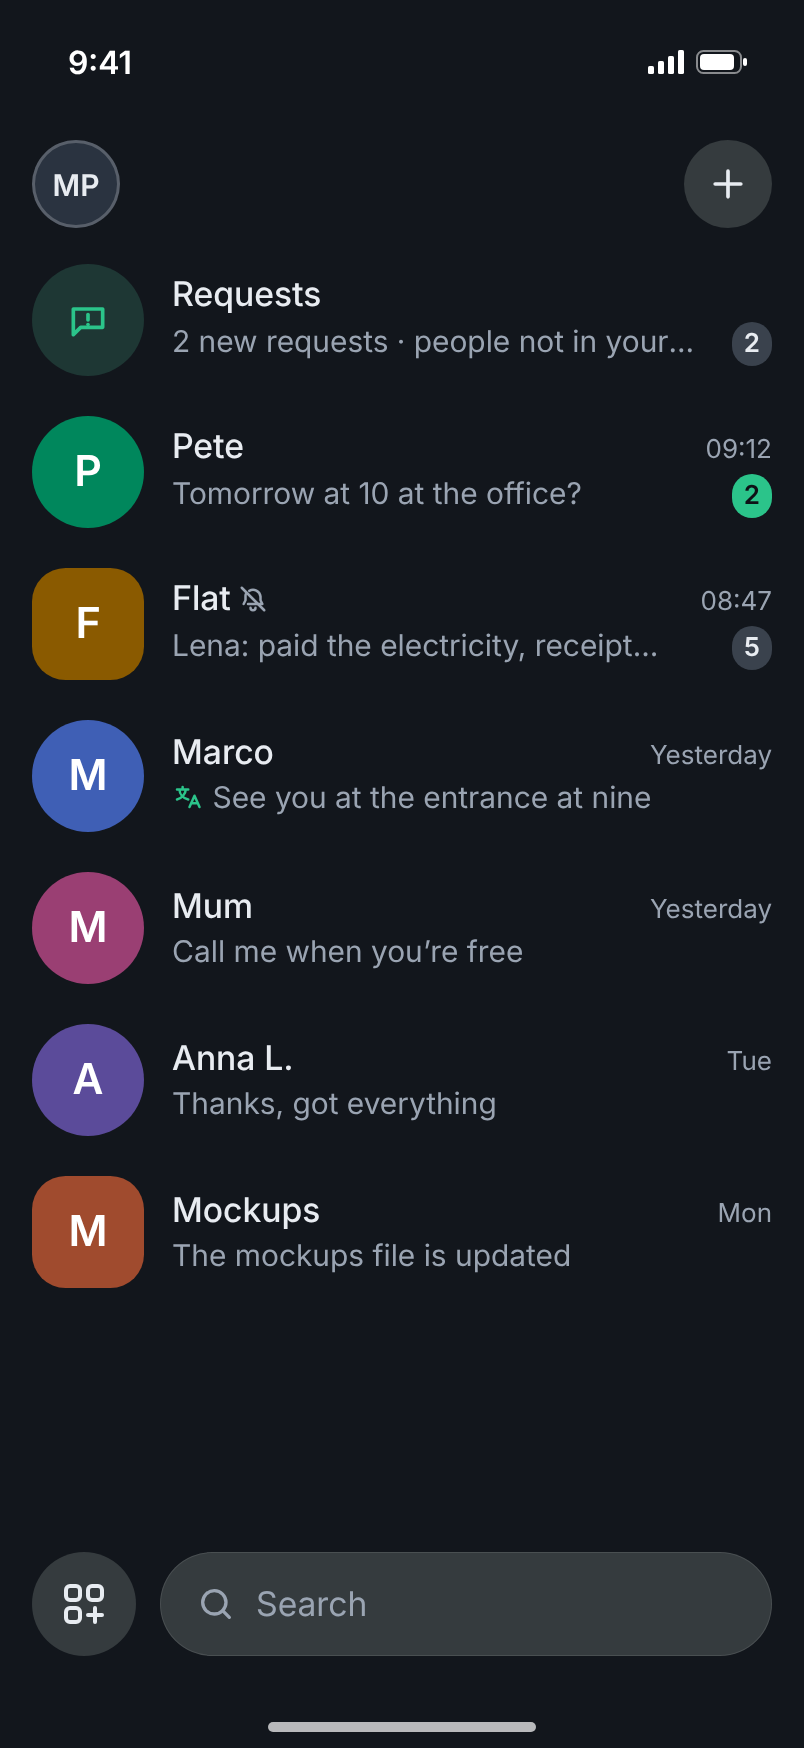 9:41
MP
Requests
2 new requests · people not in your...
2
P
Pete
09:12
Tomorrow at 10 at the office?
2
F
Flat
08:47
Lena: paid the electricity, receipt...
5
M
Marco
Yesterday
See you at the entrance at nine
M
Mum
Yesterday
Call me when you’re free
A
Anna L.
Tue
Thanks, got everything
M
Mockups
Mon
The mockups file is updated
Search